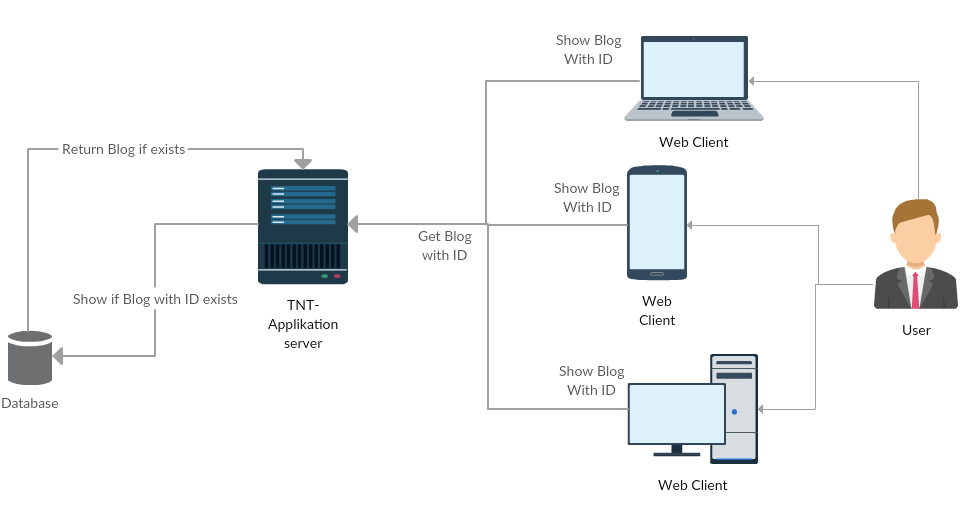 Show Blog
With ID
Web Client
Return Blog if exists
Show Blog
With ID
Get Blog
with ID
Show if Blog with ID exists
TNT-
Applikation
server
Web
Client
User
Show Blog
With ID
Database
Web Client